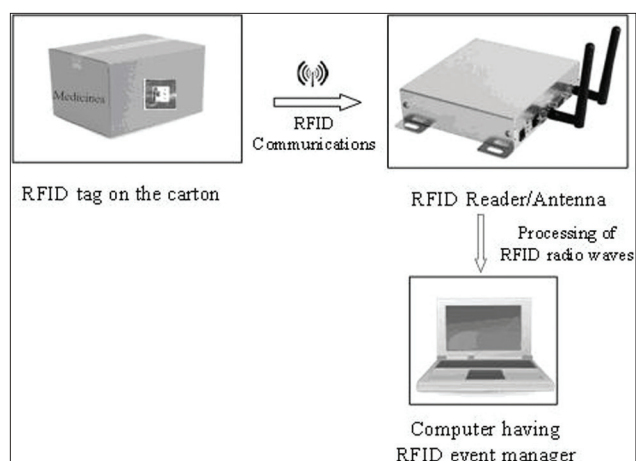 Medicines
RFID
Communications
RFID tag on the carton
RFID Reader/Antenna
Processing of
RFID radio waves
Computer having
RFID event manager